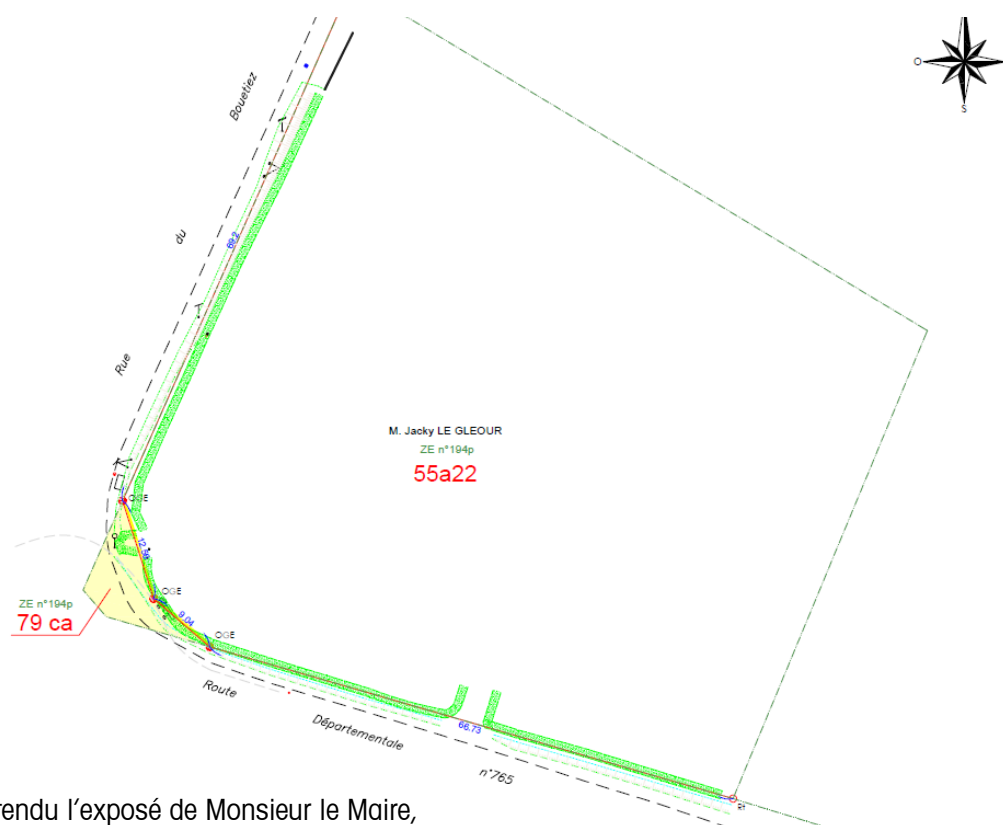 O
S
Bouetiez
du
Rue
69.2
M. Jacky LE GLEOUR
ZE n°194p
55a22
OGE
12.59
OGE
9.04
OGE
ZE n°194p
79 ca
Route
Départementale
n°765
66.73
rendu l'exposé de Monsieur le Maire,